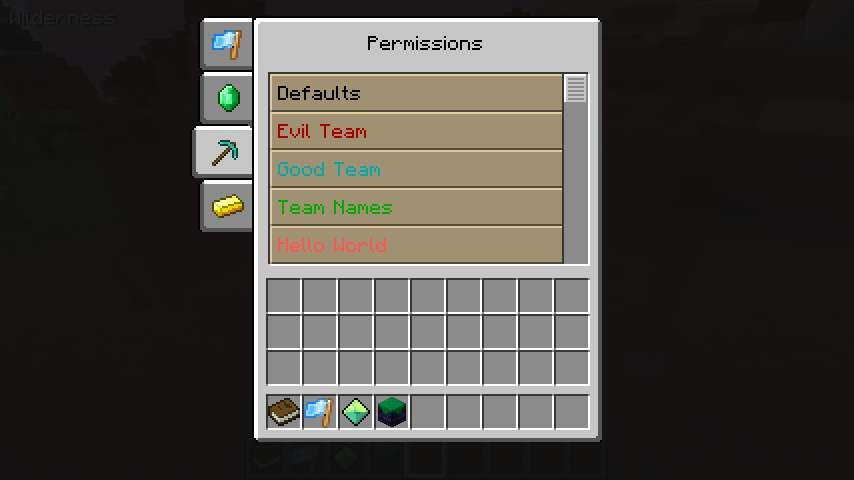 Wilderness
Permissions
Defaults
Evil Team
Good Team
Team Names
Hello World